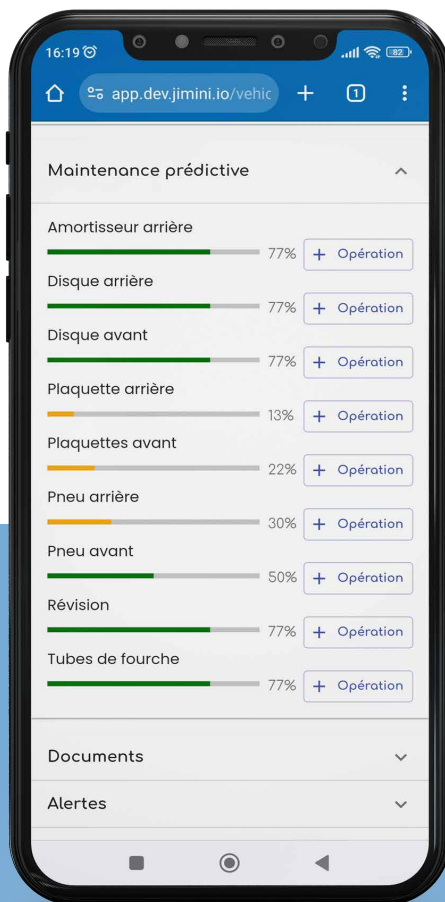 16:19
82
app.dev.jimini.io/vehic
1
Maintenance prédictive
Amortisseur arrière
77% + Opération
Disque arrière
77% + Opération
Disque avant
77% + Opération
Plaquette arrière
13% + Opération
Plaquettes avant
22% + Opération
Pneu arrière
30% + Opération
Pneu avant
50% + Opération
Révision
77% + Opération
Tubes de fourche
77% + Opération
Documents
Alertes